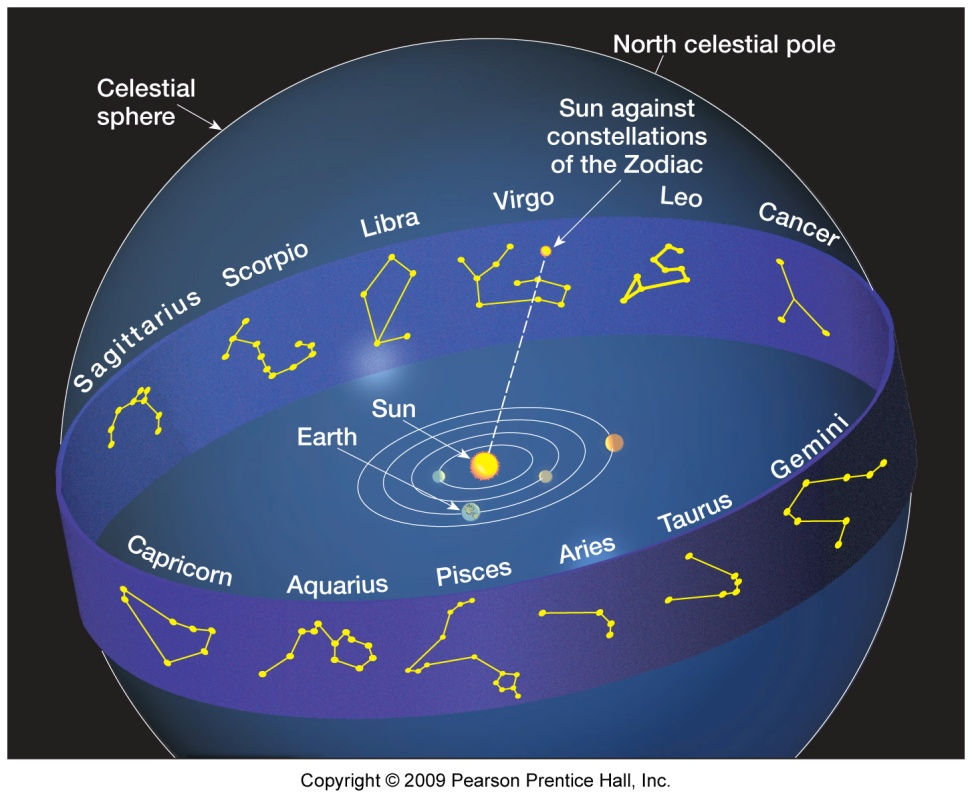 North celestial pole
Celestial
sphere
Sun against
constellations
of the Zodiac
Sagittarius
Scorpio
Libra
Virgo
Leo
Cancer
Sun
Earth
Capricorn
Aquarius
Pisces
Aries
Taurus
Gemini
Copyright © 2009 Pearson Prentice Hall, Inc.